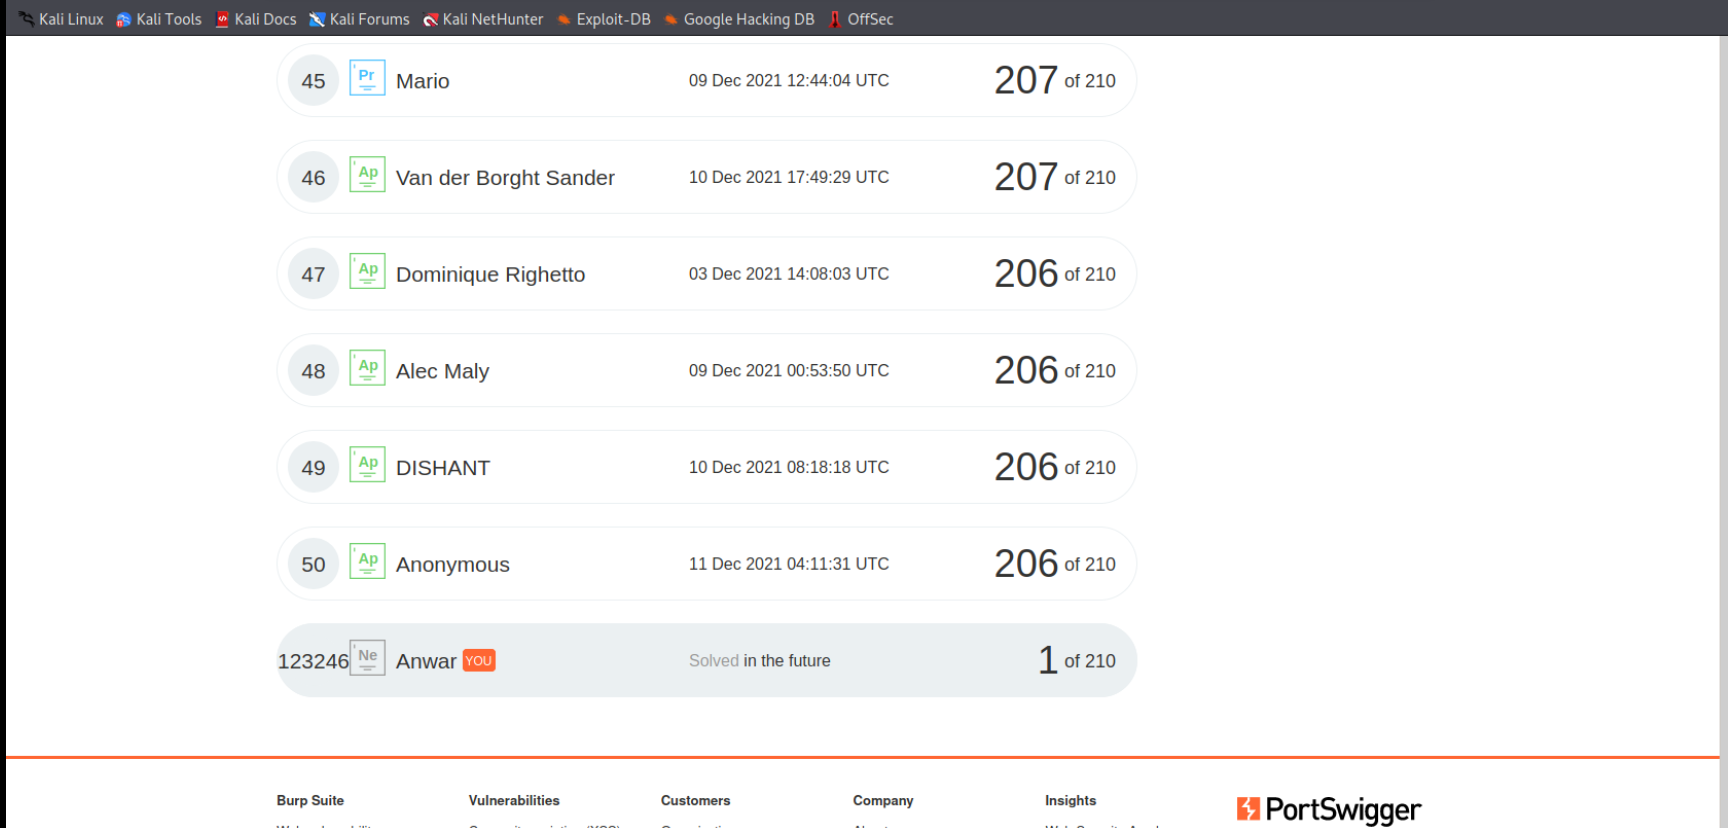 Kali Linux Kali Tools Kali Docs Kali Forums Kali NetHunter Exploit-DB Google Hacking DB OffSec
45 Pr Mario 09 Dec 2021 12:44:04 UTC 207 of 210
46 Ap Van der Borght Sander 10 Dec 2021 17:49:29 UTC 207 of 210
47 Ap Dominique Righetto 03 Dec 2021 14:08:03 UTC 206 of 210
48 Ap Alec Maly 09 Dec 2021 00:53:50 UTC 206 of 210
49 Ap DISHANT 10 Dec 2021 08:18:18 UTC 206 of 210
50 Ap Anonymous 11 Dec 2021 04:11:31 UTC 206 of 210
123246 Ne Anwar YOU Solved in the future 1 of 210
Burp Suite Vulnerabilities Customers Company Insights PortSwigger